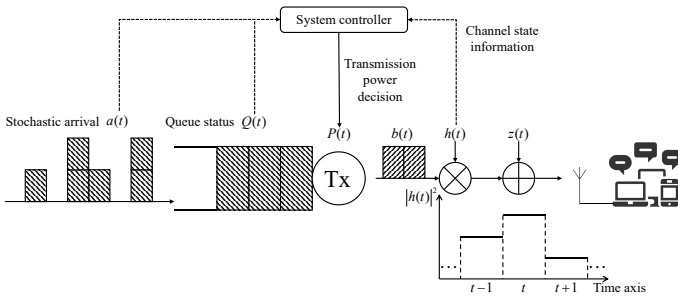 System controller
Channel state
information
Transmission
power
decision
Stochastic arrival a(t)
Queue status Q(t)
P(t)
b(t)
h(t)
z(t)
Tx
|h(t)|²
...
...
t−1
t
t+1
Time axis